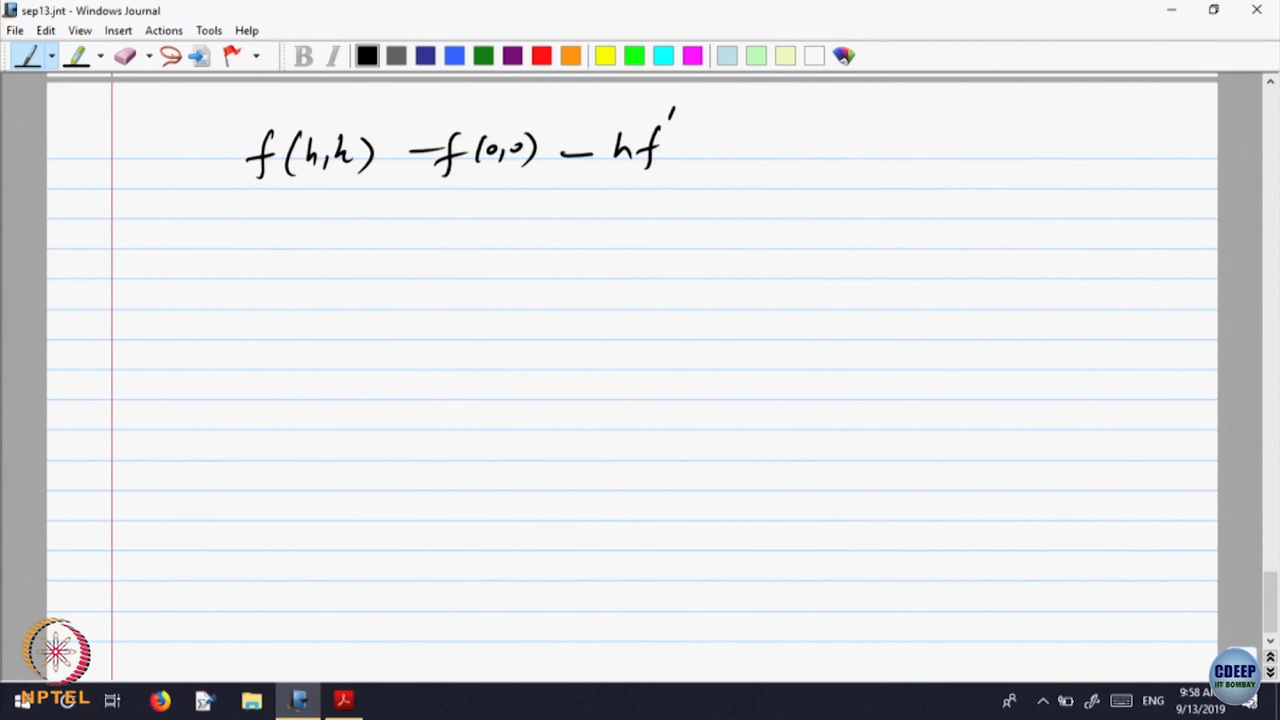 sep13.jnt - Windows Journal
File Edit View Insert Actions Tools Help
B I
f(h,k) -f(0,0) - hf'
NPTEL
CDEEP
IIT BOMBAY
ENG
9:58 AM
9/13/2019